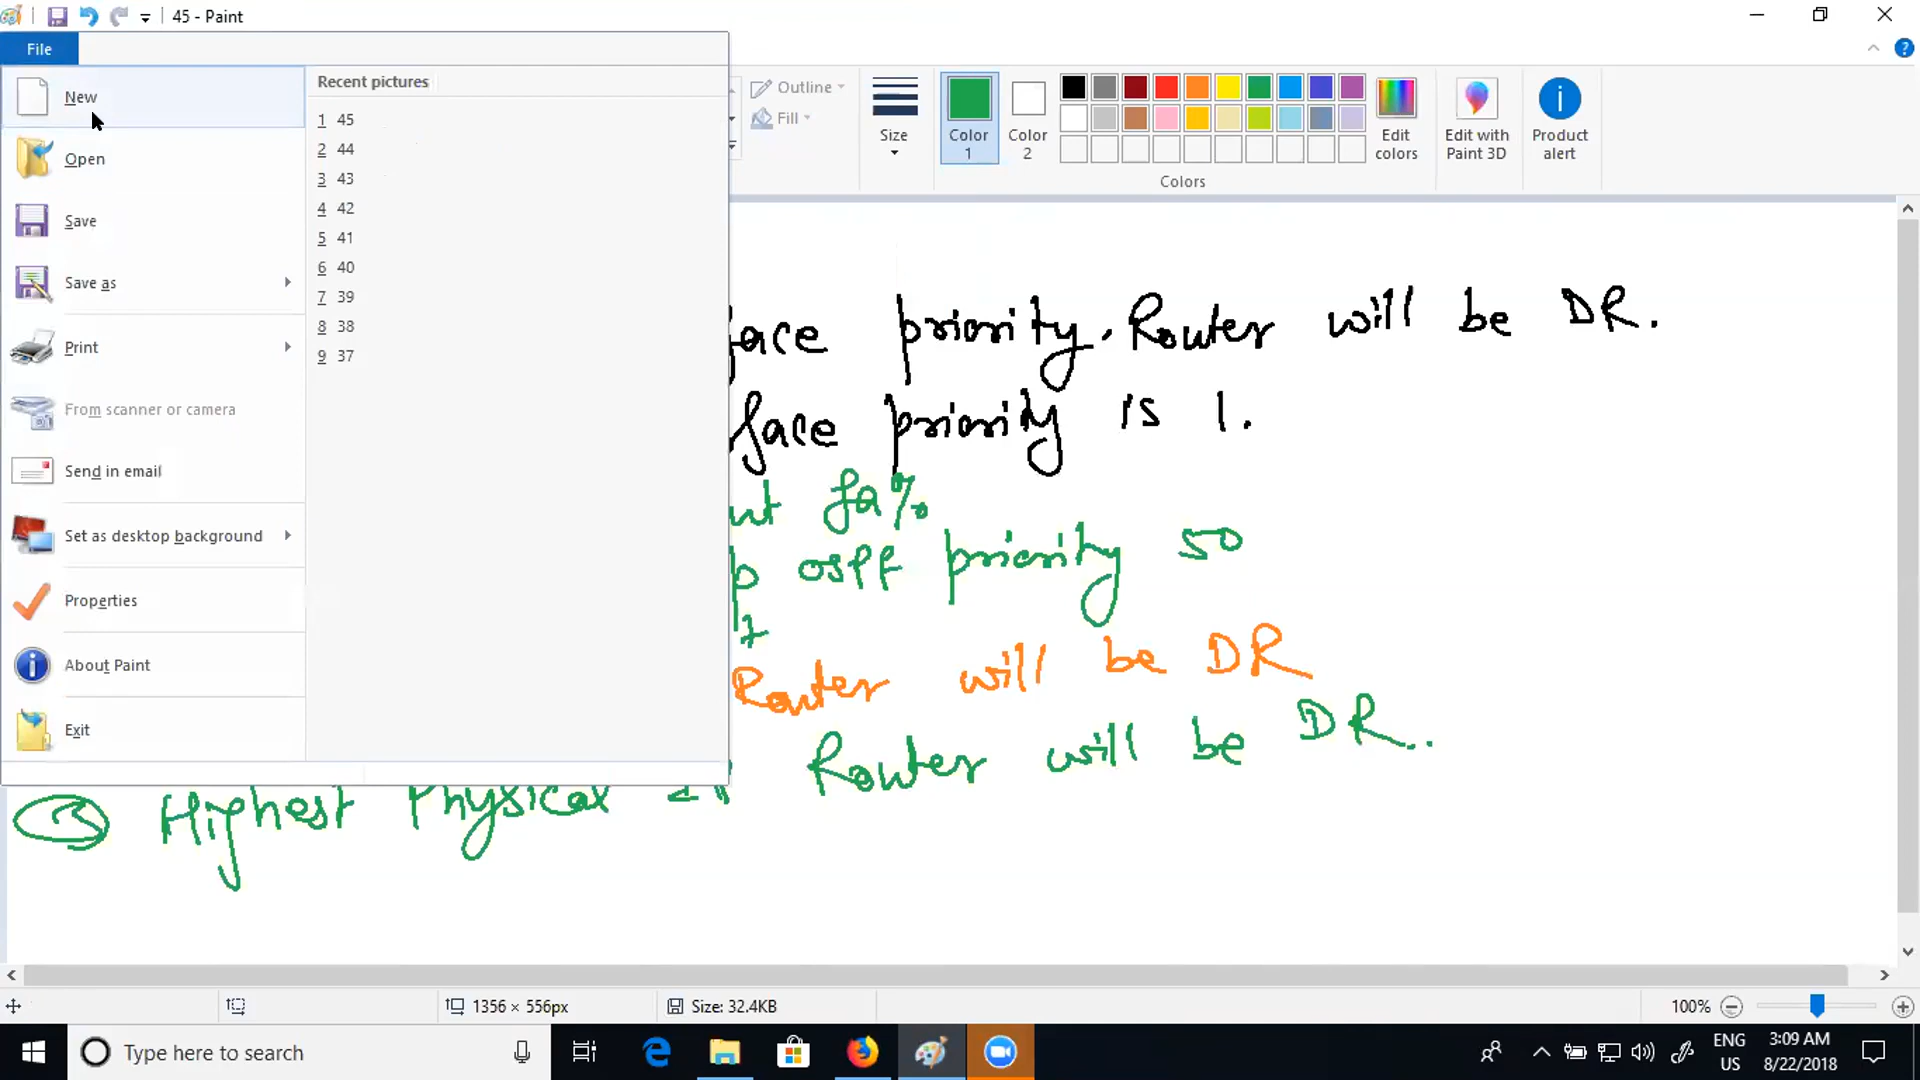 45 - Paint
File
New
Open
Save
Save as
Print
From scanner or camera
Send in email
Set as desktop background
Properties
About Paint
Exit
Recent pictures
1 45
2 44
3 43
4 42
5 41
6 40
7 39
8 38
9 37
Outline
Fill
Size
Color 1
Color 2
Edit colors
Edit with Paint 3D
Product alert
Colors
face priority. Router will be DR.
face priority is 1.
nt fa%
p ospf priority 50
Router will be DR
Router will be DR..
3 Highest Physical
1356 × 556px
Size: 32.4KB
100%
Type here to search
ENG US
3:09 AM
8/22/2018